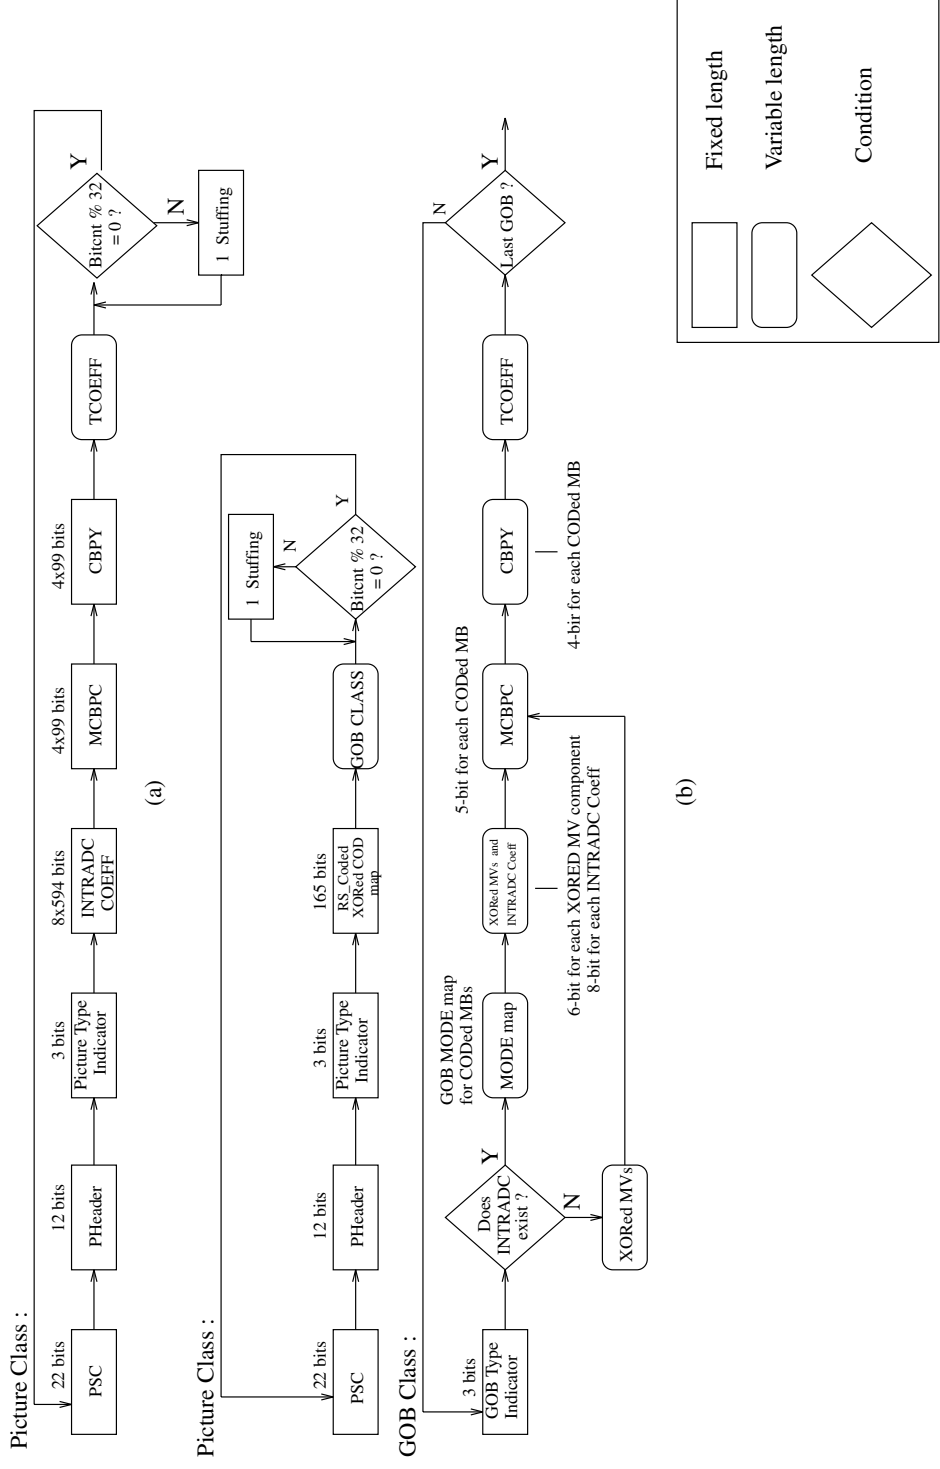 Picture Class :
22 bits
PSC
12 bits
PHeader
3 bits
Picture Type
Indicator
8x594 bits
INTRADC
COEFF
4x99 bits
MCBPC
4x99 bits
CBPY
TCOEFF
Bitcnt % 32
= 0 ?
Y
N
1 Stuffing
(a)
Picture Class :
22 bits
PSC
12 bits
PHeader
3 bits
Picture Type
Indicator
165 bits
RS_Coded
XORed COD
map
GOB CLASS
Bitcnt % 32
= 0 ?
Y
N
1 Stuffing
GOB Class :
3 bits
GOB Type
Indicator
Does
INTRADC
exist ?
Y
N
XORed MVs
GOB MODE map
for CODed MBs
MODE map
XORed MVs and
INTRADC Coeff
6-bit for each XORED MV component
8-bit for each INTRADC Coeff
5-bit for each CODed MB
MCBPC
CBPY
4-bir for each CODed MB
TCOEFF
Last GOB ?
N
Y
(b)
Fixed length
Variable length
Condition